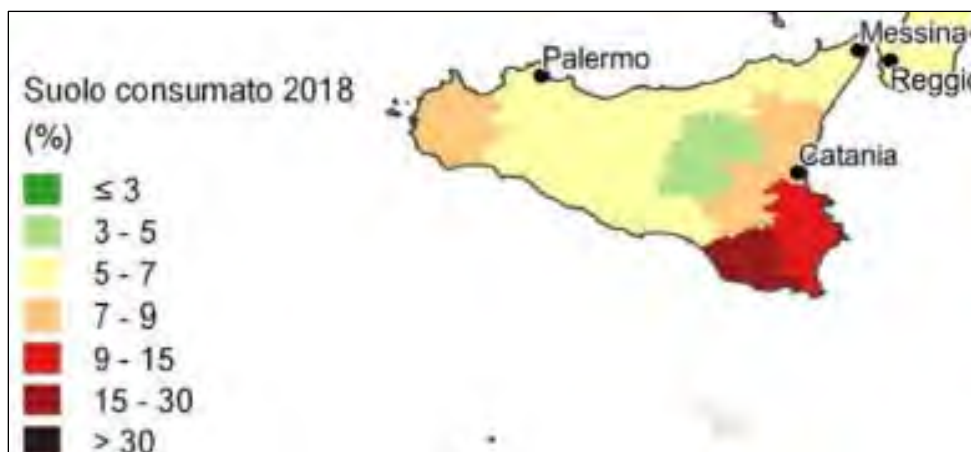 Messina
Palermo
Reggio
Suolo consumato 2018
(%)
Catania
≤ 3
3 - 5
5 - 7
7 - 9
9 - 15
15 - 30
> 30